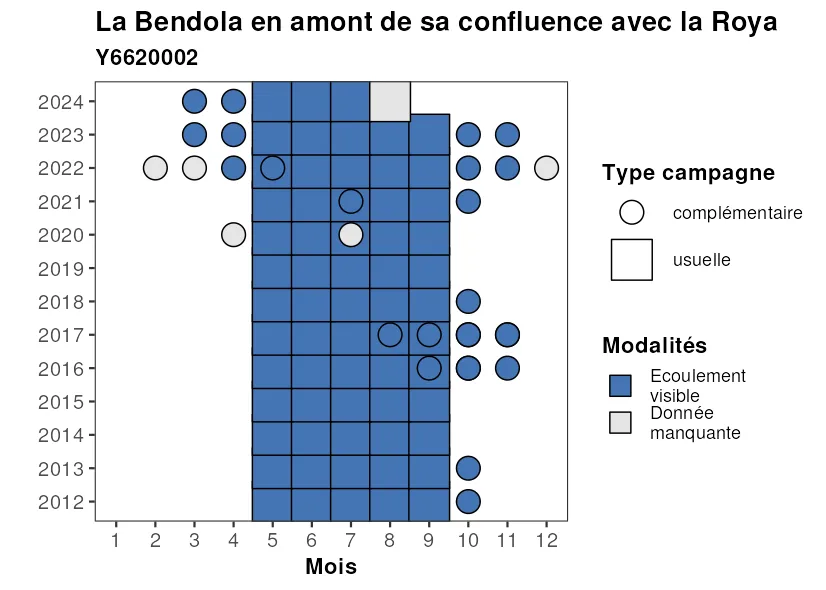 La Bendola en amont de sa confluence avec la Roya
Y6620002
2024
2023
2022
2021
2020
2019
2018
2017
2016
2015
2014
2013
2012
1 2 3 4 5 6 7 8 9 10 11 12
Mois
Type campagne
complémentaire
usuelle
Modalités
Ecoulement
visible
Donnée
manquante